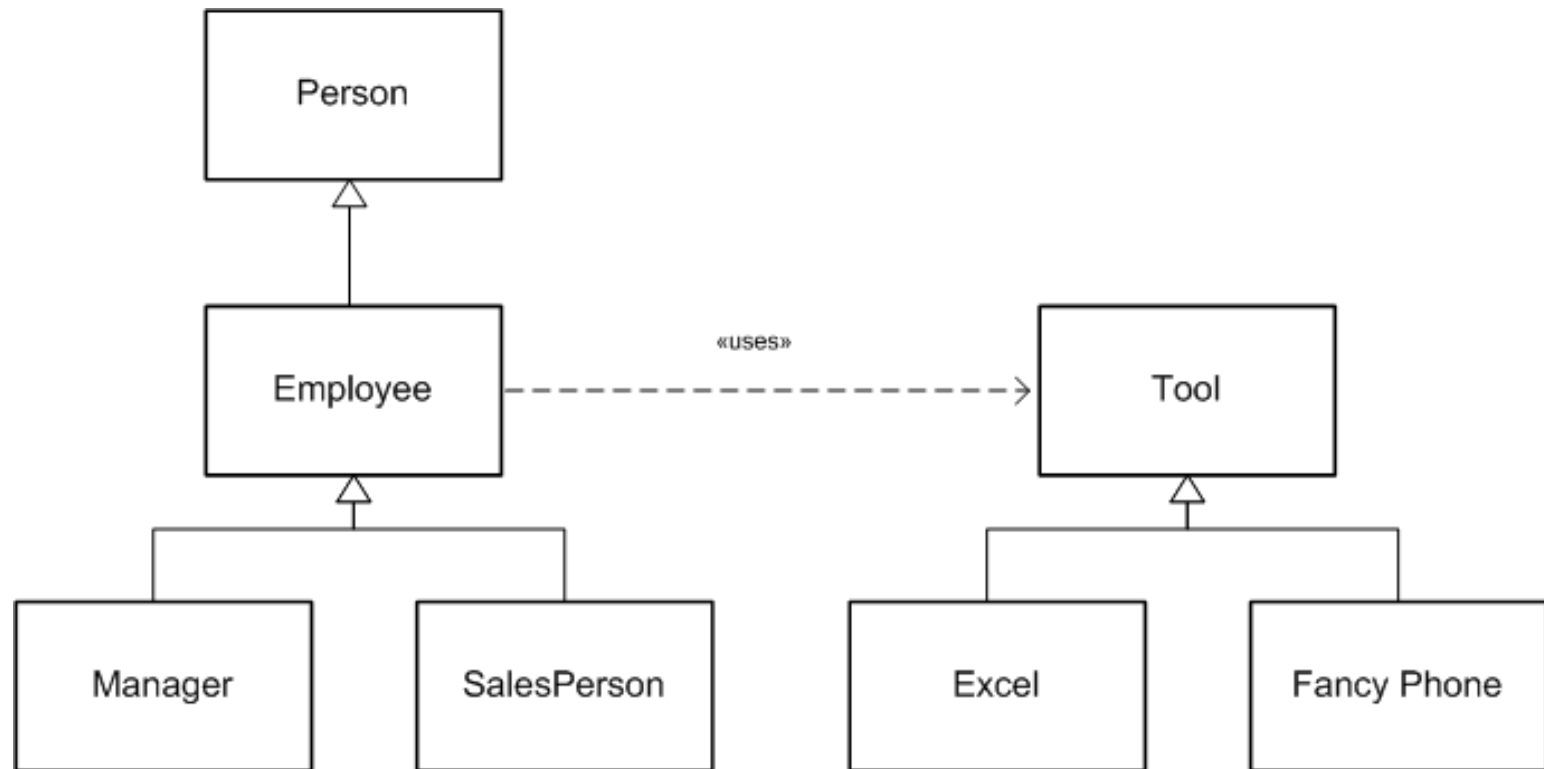 Person
Employee
«uses»
Tool
Manager
SalesPerson
Excel
Fancy Phone